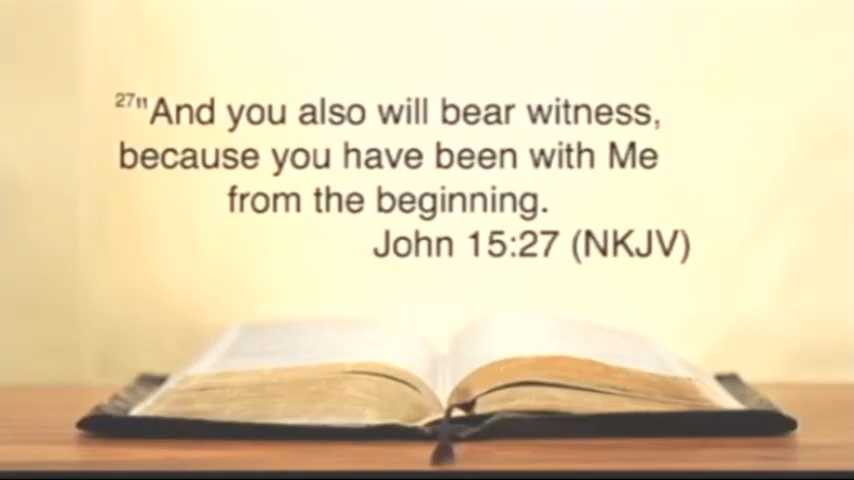 27"And you also will bear witness,
because you have been with Me
from the beginning.
John 15:27 (NKJV)